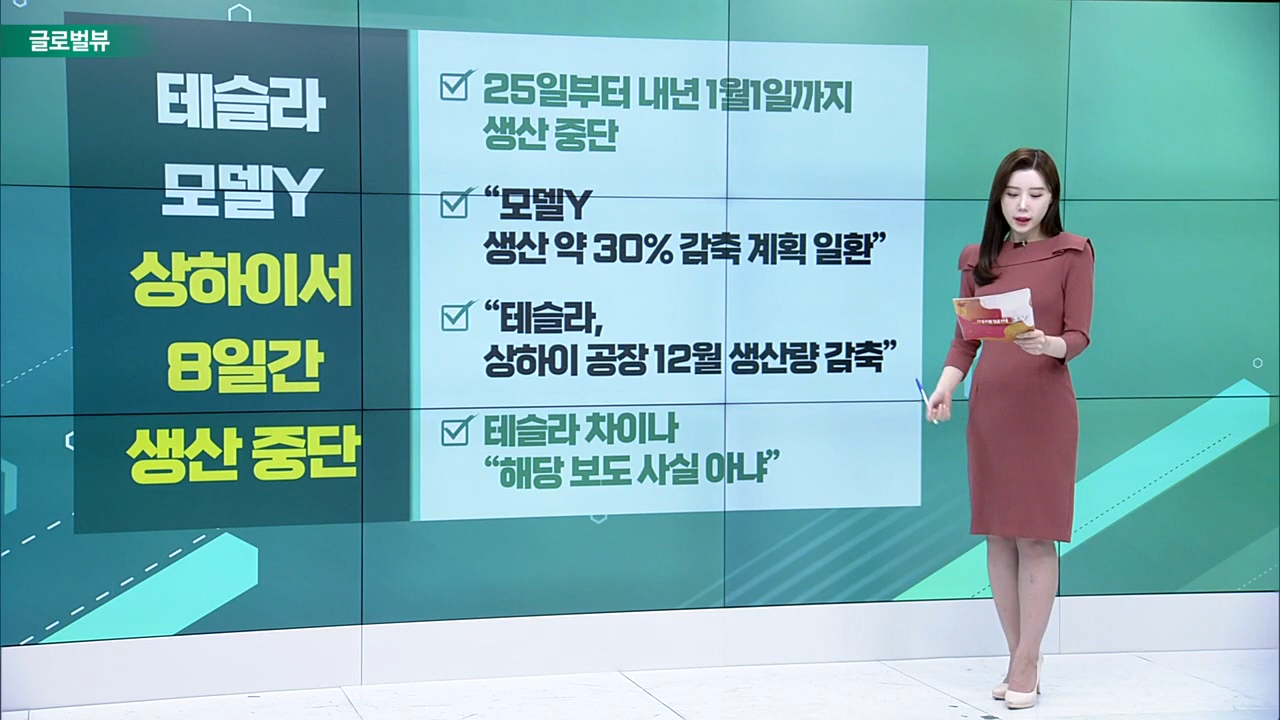 글로벌뷰
테슬라
모델Y
상하이서
8일간
생산 중단
25일부터 내년 1월1일까지
생산 중단
“모델Y
생산 약 30% 감축 계획 일환”
“테슬라,
상하이 공장 12월 생산량 감축”
테슬라 차이나
“해당 보도 사실 아냐”